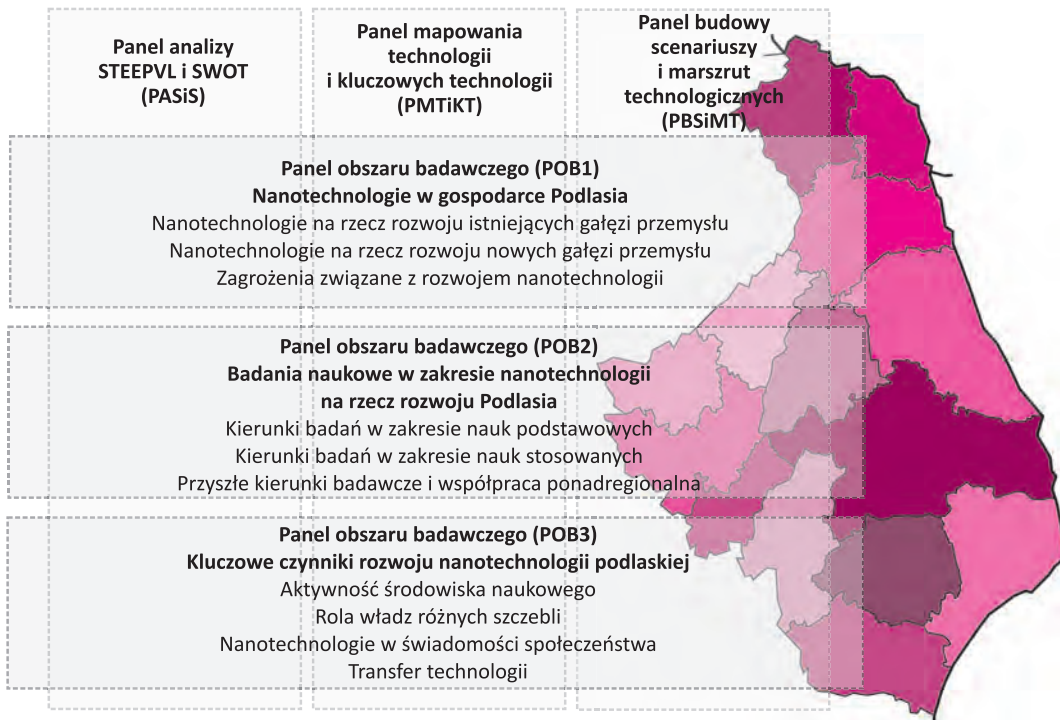 Panel analizy
STEEPVL i SWOT
(PASiS)
Panel mapowania
technologii
i kluczowych technologii
(PMTiKT)
Panel budowy
scenariuszy
i marszrut
technologicznych
(PBSiMT)
Panel obszaru badawczego (POB1)
Nanotechnologie w gospodarce Podlasia
Nanotechnologie na rzecz rozwoju istniejących gałęzi przemysłu
Nanotechnologie na rzecz rozwoju nowych gałęzi przemysłu
Zagrożenia związane z rozwojem nanotechnologii
Panel obszaru badawczego (POB2)
Badania naukowe w zakresie nanotechnologii
na rzecz rozwoju Podlasia
Kierunki badań w zakresie nauk podstawowych
Kierunki badań w zakresie nauk stosowanych
Przyszłe kierunki badawcze i współpraca ponadregionalna
Panel obszaru badawczego (POB3)
Kluczowe czynniki rozwoju nanotechnologii podlaskiej
Aktywność środowiska naukowego
Rola władz różnych szczebli
Nanotechnologie w świadomości społeczeństwa
Transfer technologii